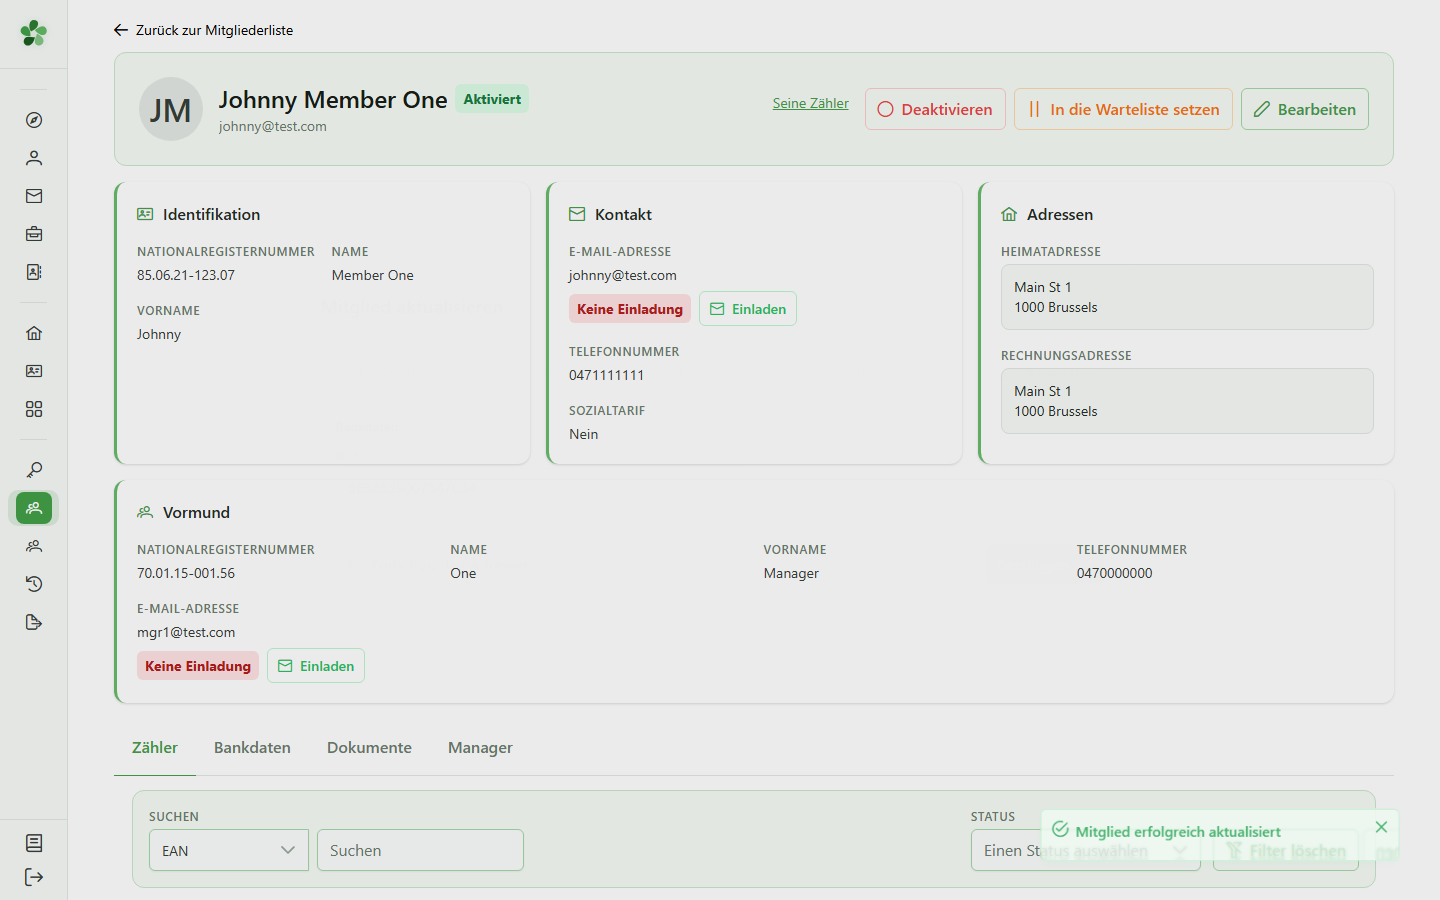 Zurück zur Mitgliederliste
JM
Johnny Member One
Aktiviert
johnny@test.com
Seine Zähler
Deaktivieren
In die Warteliste setzen
Bearbeiten
Identifikation
NATIONALREGISTERNUMMER
NAME
85.06.21-123.07
Member One
VORNAME
Johnny
Kontakt
E-MAIL-ADRESSE
johnny@test.com
Keine Einladung
Einladen
TELEFONNUMMER
0471111111
SOZIALTARIF
Nein
Adressen
HEIMATADRESSE
Main St 1
1000 Brussels
RECHNUNGSADRESSE
Main St 1
1000 Brussels
Vormund
NATIONALREGISTERNUMMER
NAME
VORNAME
TELEFONNUMMER
70.01.15-001.56
One
Manager
0470000000
E-MAIL-ADRESSE
mgr1@test.com
Keine Einladung
Einladen
Zähler
Bankdaten
Dokumente
Manager
SUCHEN
EAN
Suchen
STATUS
Einen Status auswählen
Filter löschen
Mitglied erfolgreich aktualisiert